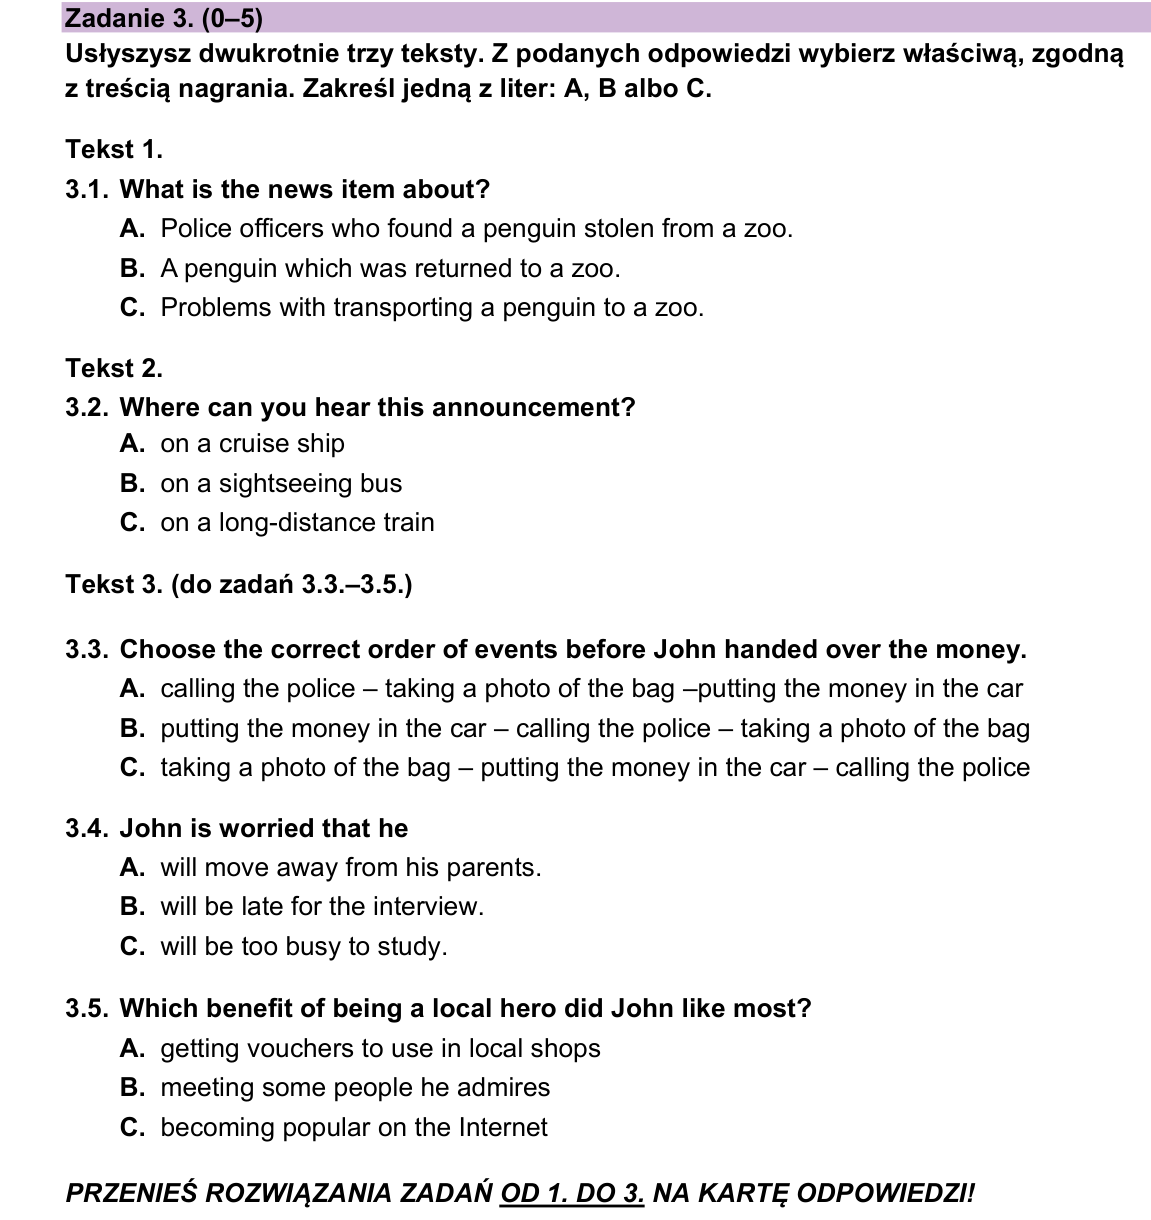 Zadanie 3. (0–5)
Usłyszysz dwukrotnie trzy teksty. Z podanych odpowiedzi wybierz właściwą, zgodną
z treścią nagrania. Zakreśl jedną z liter: A, B albo C.
Tekst 1.
3.1. What is the news item about?
A. Police officers who found a penguin stolen from a zoo.
B. A penguin which was returned to a zoo.
C. Problems with transporting a penguin to a zoo.
Tekst 2.
3.2. Where can you hear this announcement?
A. on a cruise ship
B. on a sightseeing bus
C. on a long-distance train
Tekst 3. (do zadań 3.3.–3.5.)
3.3. Choose the correct order of events before John handed over the money.
A. calling the police – taking a photo of the bag –putting the money in the car
B. putting the money in the car – calling the police – taking a photo of the bag
C. taking a photo of the bag – putting the money in the car – calling the police
3.4. John is worried that he
A. will move away from his parents.
B. will be late for the interview.
C. will be too busy to study.
3.5. Which benefit of being a local hero did John like most?
A. getting vouchers to use in local shops
B. meeting some people he admires
C. becoming popular on the Internet
PRZENIEŚ ROZWIĄZANIA ZADAŃ OD 1. DO 3. NA KARTĘ ODPOWIEDZI!